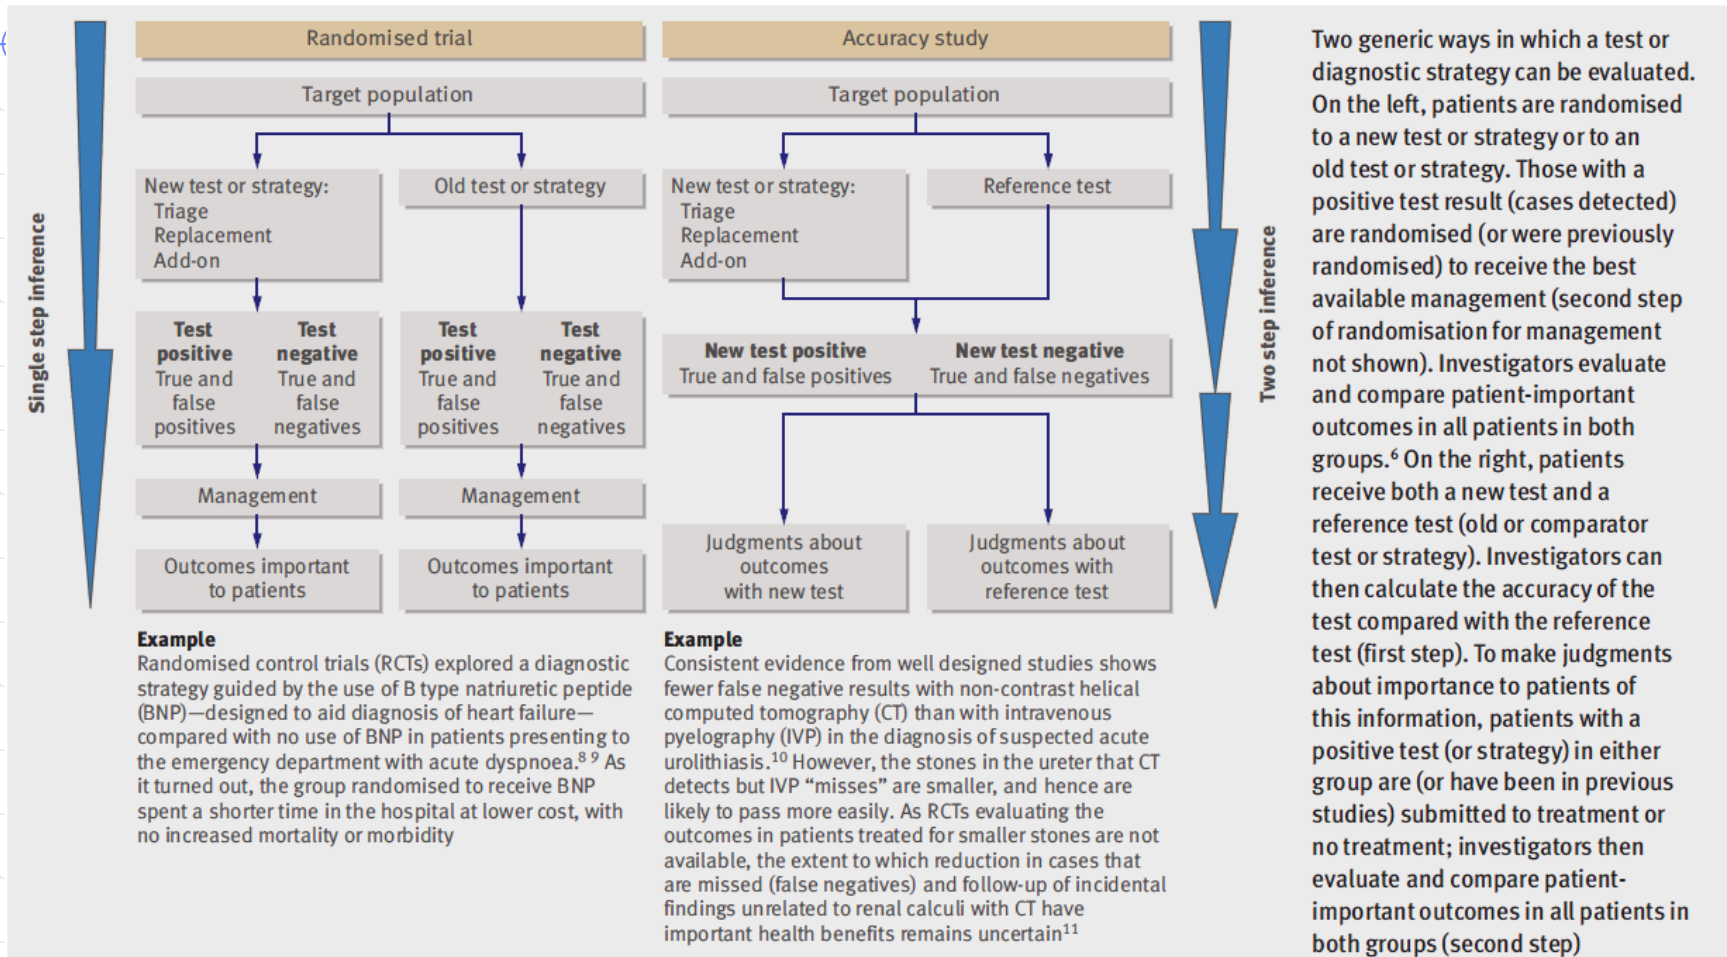 Single step inference
Randomised trial
Target population
New test or strategy:
Triage
Replacement
Add-on
Old test or strategy
Test
positive
True and
false
positives
Test
negative
True and
false
negatives
Test
positive
True and
false
positives
Test
negative
True and
false
negatives
Management
Management
Outcomes important
to patients
Outcomes important
to patients
Example
Randomised control trials (RCTs) explored a diagnostic
strategy guided by the use of B type natriuretic peptide
(BNP)—designed to aid diagnosis of heart failure—
compared with no use of BNP in patients presenting to
the emergency department with acute dyspnoea.8 9 As
it turned out, the group randomised to receive BNP
spent a shorter time in the hospital at lower cost, with
no increased mortality or morbidity
Accuracy study
Target population
New test or strategy:
Triage
Replacement
Add-on
Reference test
New test positive
True and false positives
New test negative
True and false negatives
Judgments about
outcomes
with new test
Judgments about
outcomes with
reference test
Example
Consistent evidence from well designed studies shows
fewer false negative results with non-contrast helical
computed tomography (CT) than with intravenous
pyelography (IVP) in the diagnosis of suspected acute
urolithiasis.10 However, the stones in the ureter that CT
detects but IVP “misses” are smaller, and hence are
likely to pass more easily. As RCTs evaluating the
outcomes in patients treated for smaller stones are not
available, the extent to which reduction in cases that
are missed (false negatives) and follow-up of incidental
findings unrelated to renal calculi with CT have
important health benefits remains uncertain11
Two step inference
Two generic ways in which a test or
diagnostic strategy can be evaluated.
On the left, patients are randomised
to a new test or strategy or to an
old test or strategy. Those with a
positive test result (cases detected)
are randomised (or were previously
randomised) to receive the best
available management (second step
of randomisation for management
not shown). Investigators evaluate
and compare patient-important
outcomes in all patients in both
groups.6 On the right, patients
receive both a new test and a
reference test (old or comparator
test or strategy). Investigators can
then calculate the accuracy of the
test compared with the reference
test (first step). To make judgments
about importance to patients of
this information, patients with a
positive test (or strategy) in either
group are (or have been in previous
studies) submitted to treatment or
no treatment; investigators then
evaluate and compare patient-
important outcomes in all patients in
both groups (second step)